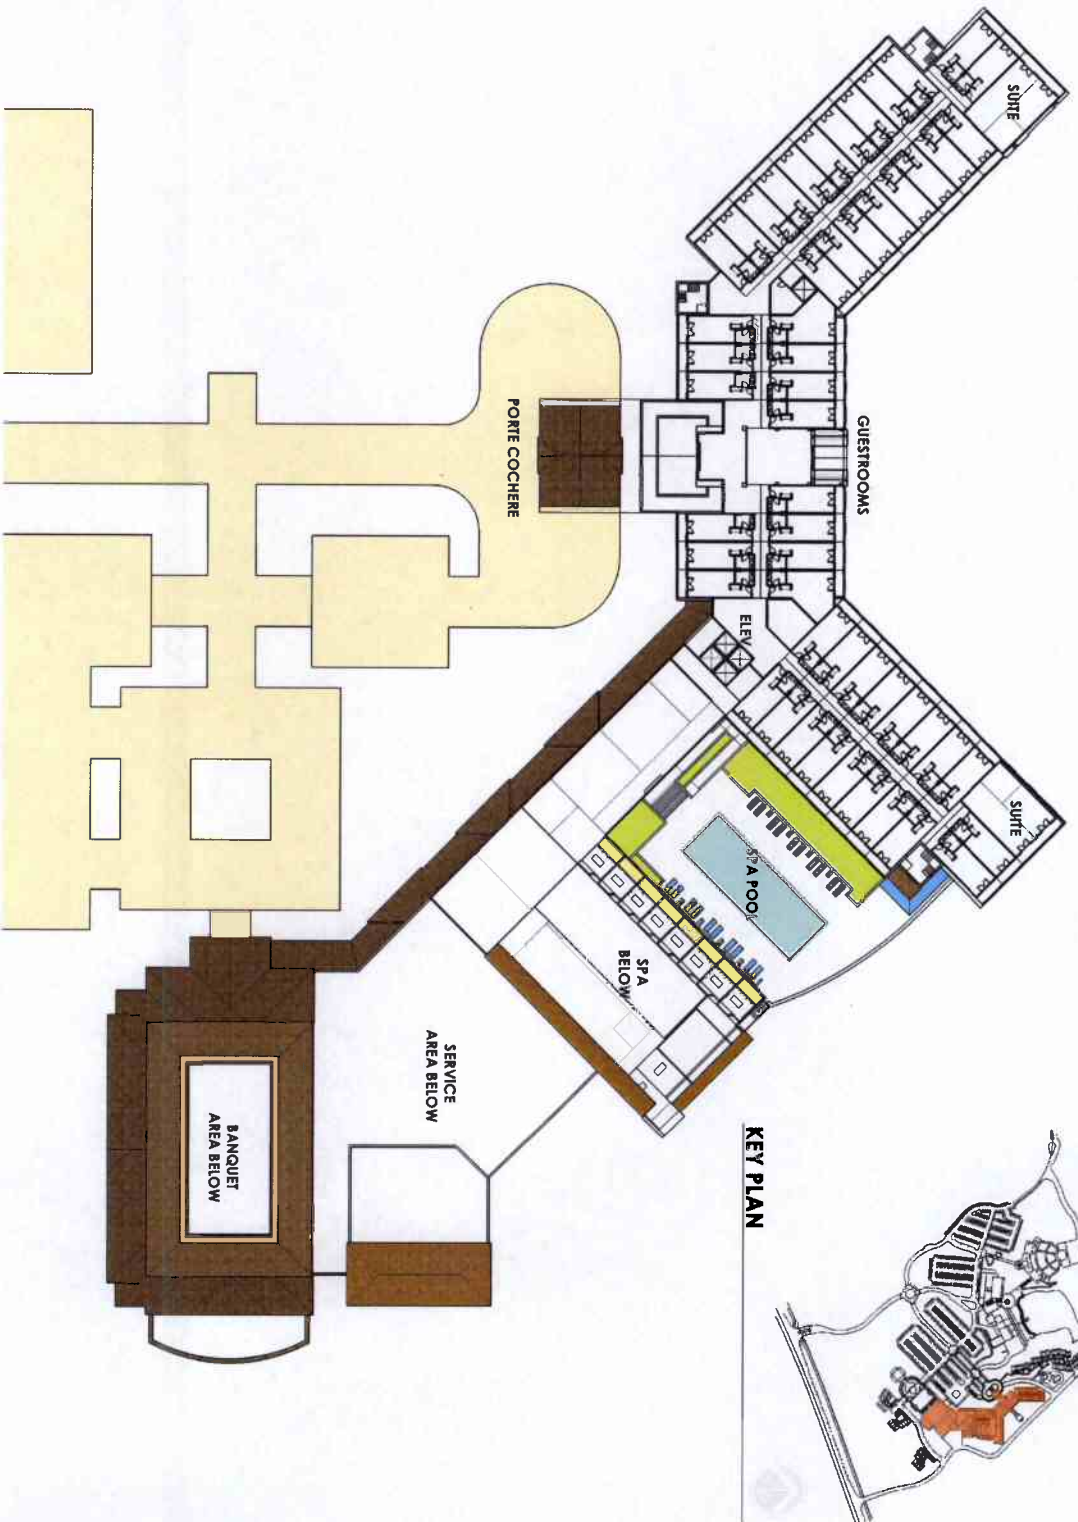 SUITE
GUESTROOMS
PORTE COCHERE
ELEV
SUITE
SPA POOL
SPA
BELOW
SERVICE
AREA BELOW
BANQUET
AREA BELOW
KEY PLAN